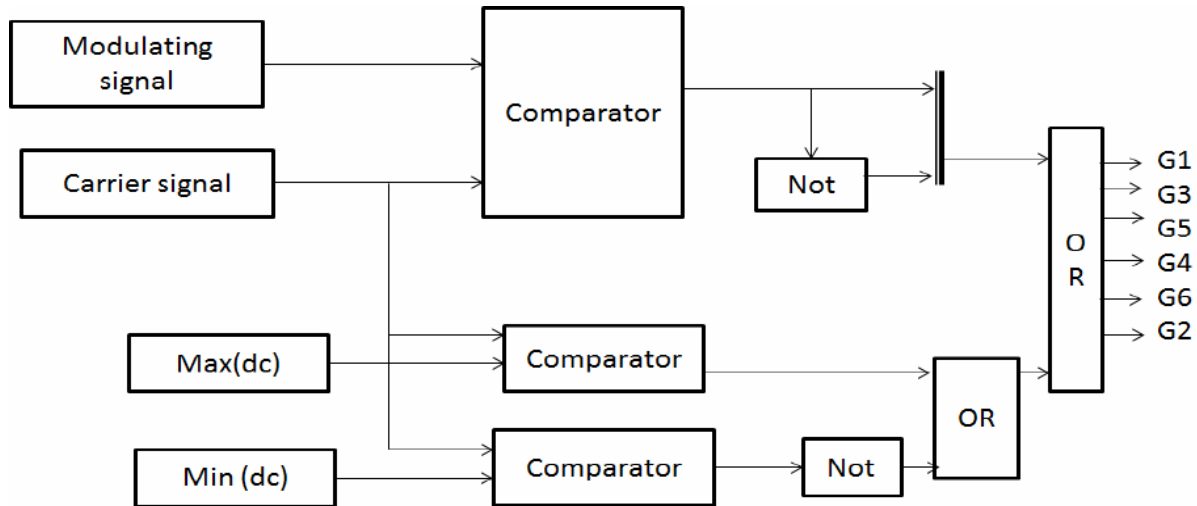 Modulating
signal
Comparator
Carrier signal
Not
O
R
G1
G3
G5
G4
G6
G2
Max(dc)
Comparator
OR
Min (dc)
Comparator
Not